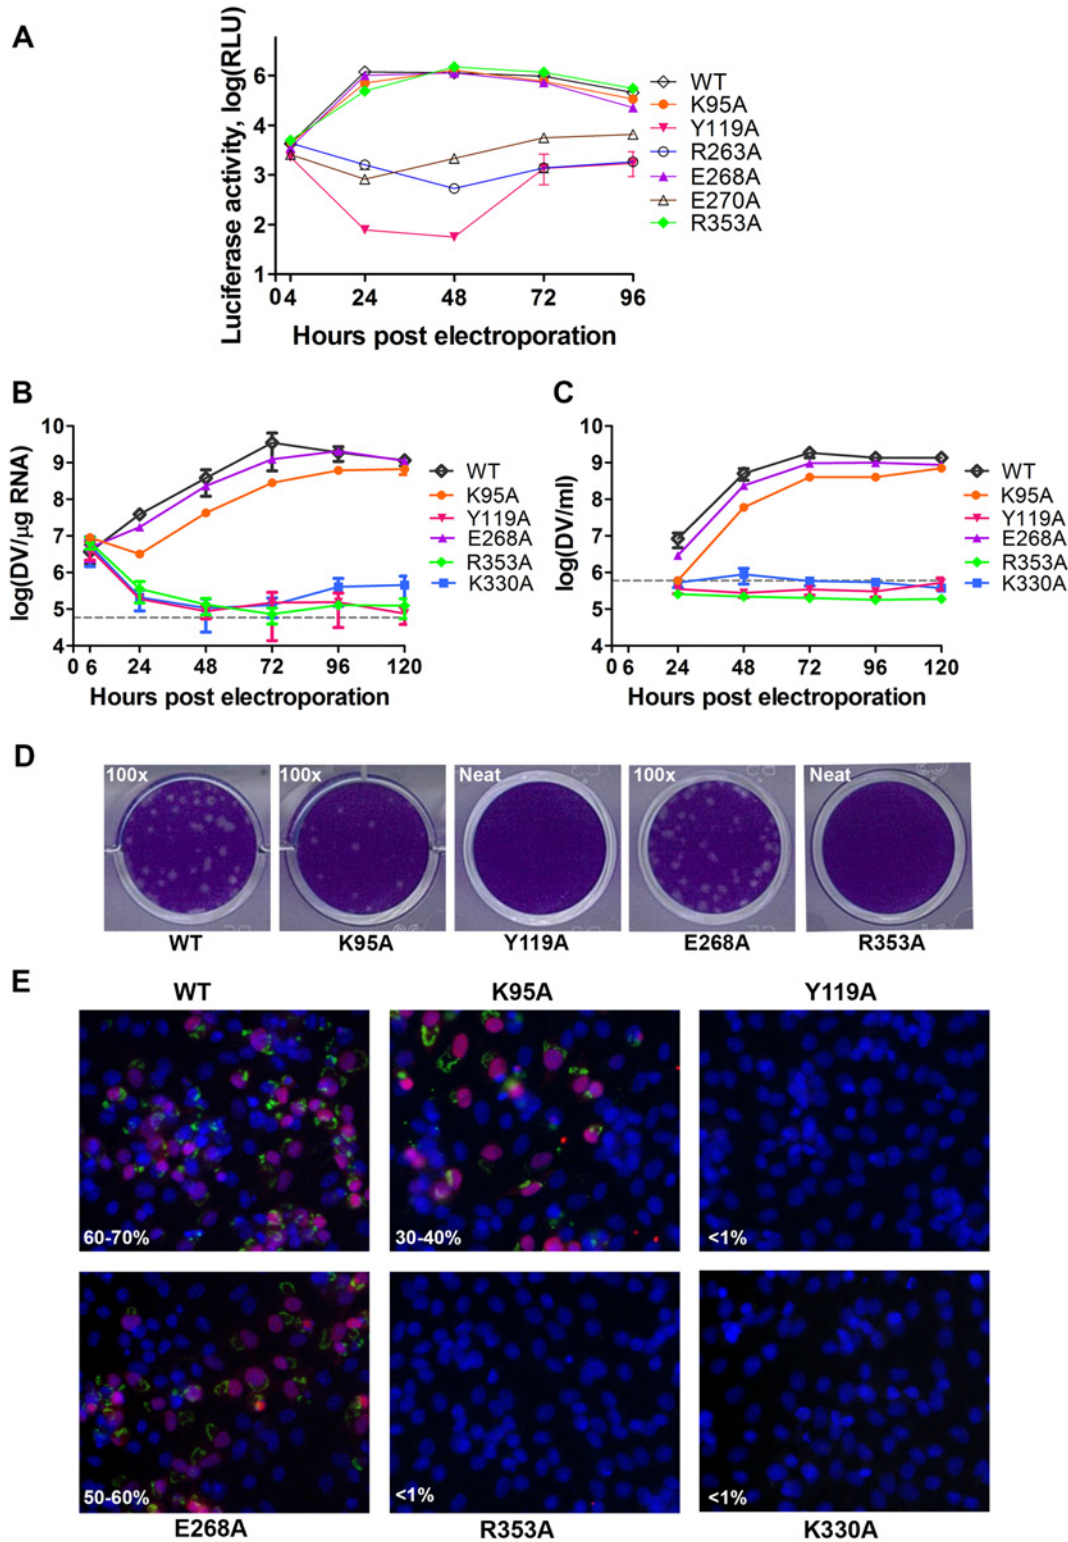 A
Luciferase activity, log(RLU)
6
4
3
2
1
0 4 24 48 72 96
Hours post electroporation
WT
K95A
Y119A
R263A
E268A
E270A
R353A
B
log(DV/µg RNA)
10
9
8
7
6
5
4
0 6 24 48 72 96 120
Hours post electroporation
WT
K95A
Y119A
E268A
R353A
K330A
C
log(DV/ml)
10
9
8
7
6
5
4
0 6 24 48 72 96 120
Hours post electroporation
WT
K95A
Y119A
E268A
R353A
K330A
D
100x 100x Neat 100x Neat
WT K95A Y119A E268A R353A
E
WT K95A Y119A
60-70% 30-40% <1%
50-60% <1% <1%
E268A R353A K330A